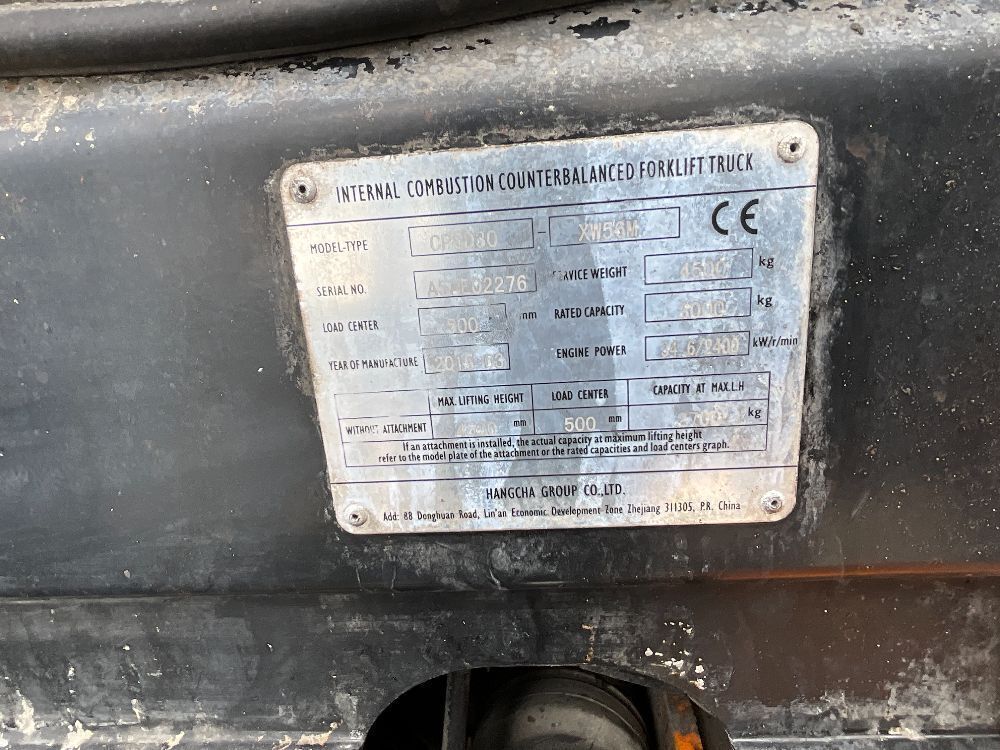 INTERNAL COMBUSTION COUNTERBALANCED FORKLIFT TRUCK
MODEL-TYPE - XW56M CE
SERIAL NO. WEIGHT 4500 kg
LOAD CENTER 500 mm RATED CAPACITY kg
YEAR OF MANUFACTURE ENGINE POWER kW/r/min
MAX. LIFTING HEIGHT LOAD CENTER CAPACITY AT MAX.L.H
WITHOUT ATTACHMENT mm 500 mm kg
If an attachment is installed, the actual capacity at maximum lifting height
refer to the model plate of the attachment or the rated capacities and load centers graph.
HANGCHA GROUP CO.,LTD.
Add: 88 Donghuan Road, Lin'an Economic Development Zone Zhejiang 311305, P.R. China